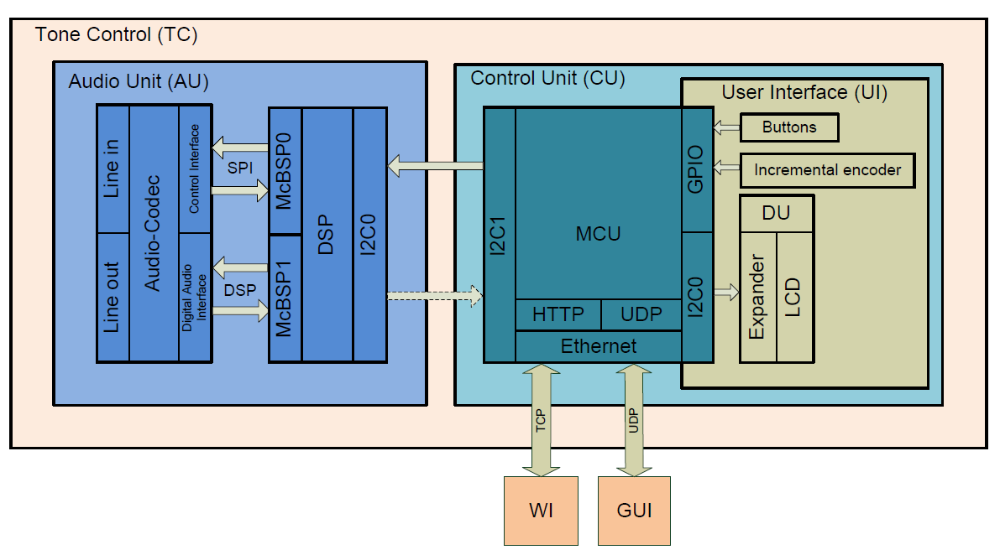 Tone Control (TC)
Audio Unit (AU)
Line in
Line out
Audio-Codec
Control Interface
Digital Audio
Interface
SPI
DSP
McBSP0
McBSP1
DSP
I2C0
Control Unit (CU)
I2C1
MCU
HTTP
UDP
Ethernet
GPIO
I2C0
User Interface (UI)
Buttons
Incremental encoder
DU
Expander
LCD
TCP
UDP
WI
GUI